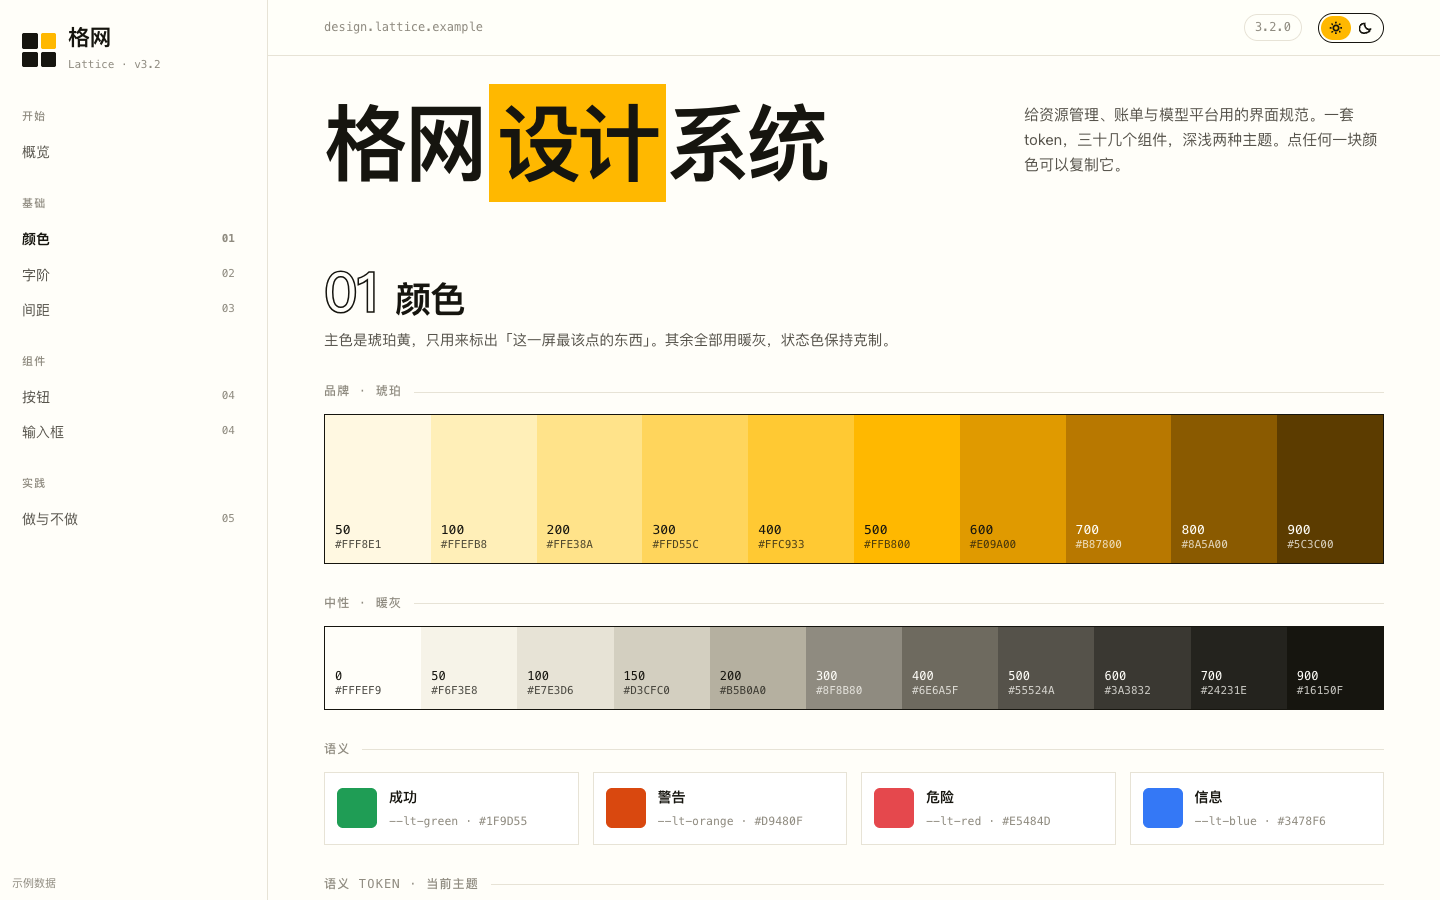 格网
Lattice · v3.2
开始
概览
基础
颜色 01
字阶 02
间距 03
组件
按钮 04
输入框 04
实践
做与不做 05
示例数据
design.lattice.example
3.2.0
格网设计系统
给资源管理、账单与模型平台用的界面规范。一套
token，三十几个组件，深浅两种主题。点任何一块颜
色可以复制它。
01 颜色
主色是琥珀黄，只用来标出「这一屏最该点的东西」。其余全部用暖灰，状态色保持克制。
品牌 · 琥珀
50 100 200 300 400 500 600 700 800 900
#FFF8E1 #FFEFB8 #FFE38A #FFD55C #FFC933 #FFB800 #E09A00 #B87800 #8A5A00 #5C3C00
中性 · 暖灰
0 50 100 150 200 300 400 500 600 700 900
#FFFEF9 #F6F3E8 #E7E3D6 #D3CFC0 #B5B0A0 #8F8B80 #6E6A5F #55524A #3A3832 #24231E #16150F
语义
成功
--lt-green · #1F9D55
警告
--lt-orange · #D9480F
危险
--lt-red · #E5484D
信息
--lt-blue · #3478F6
语义 TOKEN · 当前主题